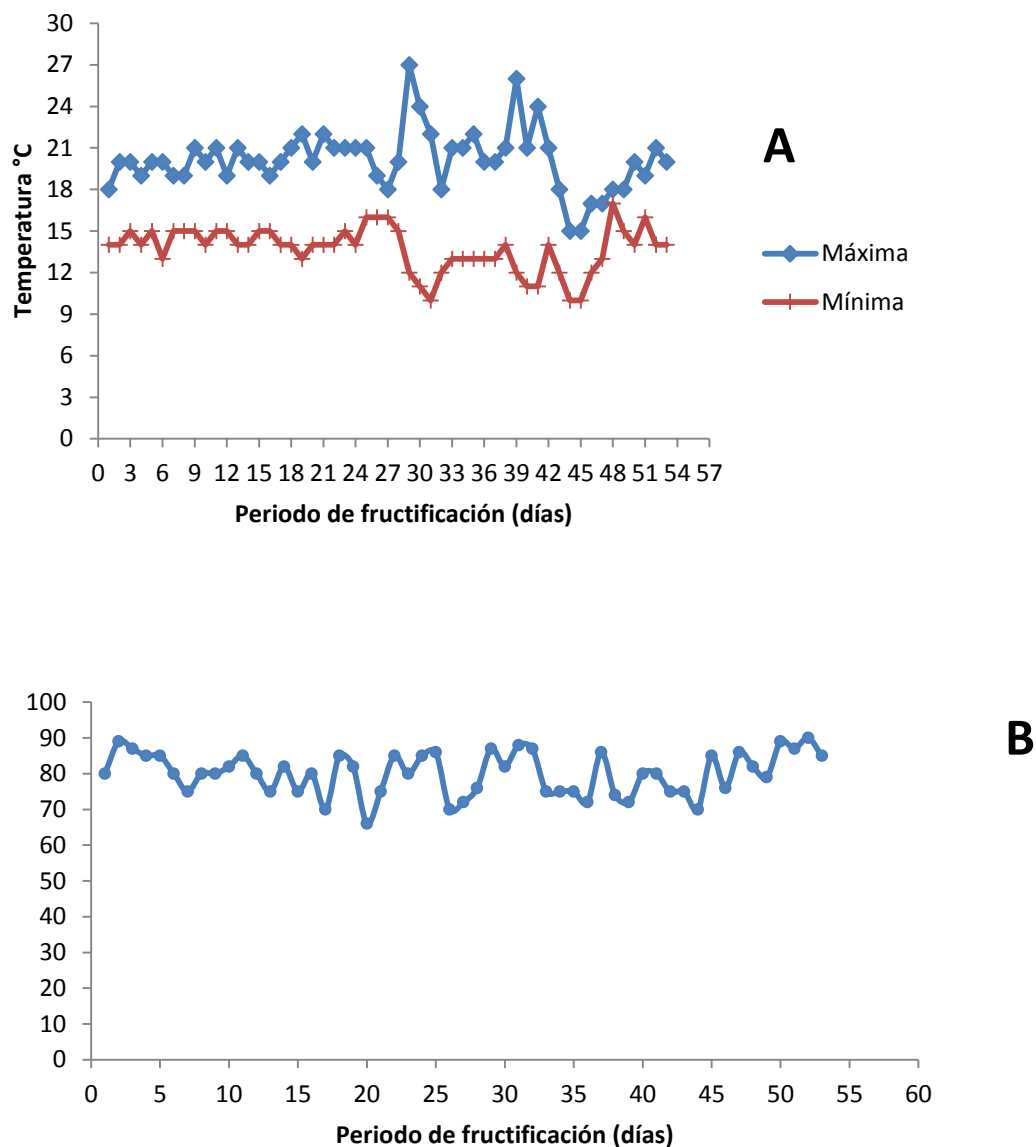 30
27
24
21
18
15
12
9
6
3
0
Temperatura °C
A
Máxima
Mínima
0 3 6 9 12 15 18 21 24 27 30 33 36 39 42 45 48 51 54 57
Periodo de fructificación (días)
100
90
80
70
60
50
40
30
20
10
0
B
0 5 10 15 20 25 30 35 40 45 50 55 60
Periodo de fructificación (días)